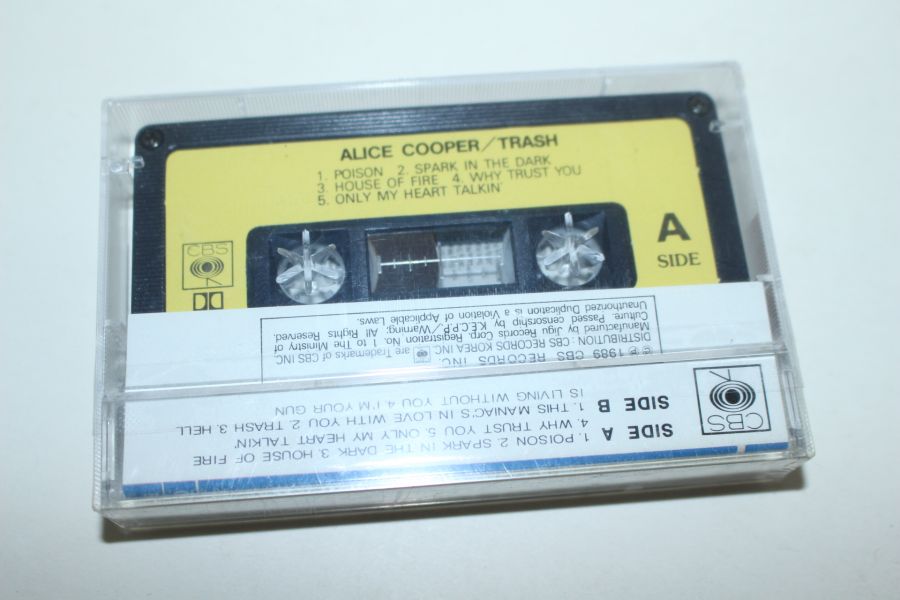 ALICE COOPER/TRASH
1. POISON 2. SPARK IN THE DARK
3. HOUSE OF FIRE 4. WHY TRUST YOU
5. ONLY MY HEART TALKIN'
A
SIDE
CBS
DISTRIBUTION: CBS RECORDS KOREA INC.
Manufactured by Jigu Records Corp. Registration No. 1 to The Ministry of
Culture. Passed censorship by K.E.C.P.P./Warning: All Rights Reserved.
Unauthorized Duplication is a Violation of Applicable Laws.
℗ 1989 CBS RECORDS INC.
are Trademarks of CBS INC
CBS
SIDE A
1. POISON 2. SPARK IN THE DARK 3. HOUSE OF FIRE
4. WHY TRUST YOU 5. ONLY MY HEART TALKIN'
SIDE B
1. THIS MANIAC'S IN LOVE WITH YOU 2. TRASH 3. HELL
IS LIVING WITHOUT YOU 4. I'M YOUR GUN